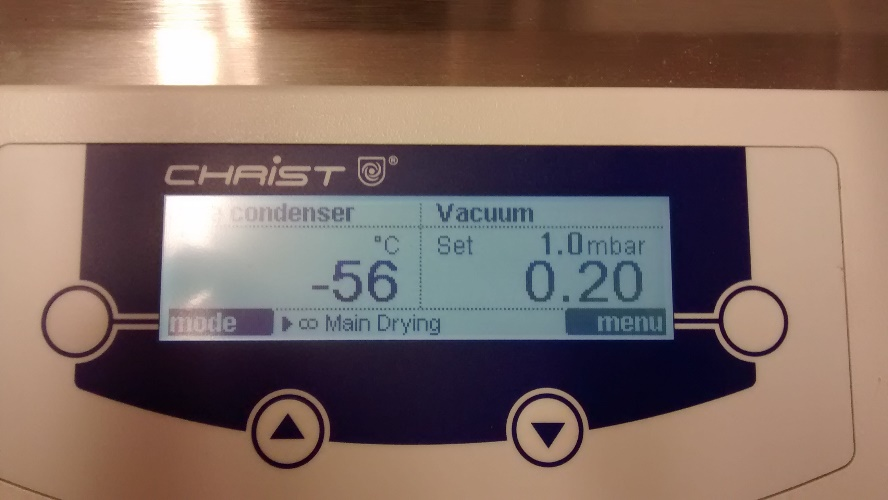 CHRIST ®
condenser
Vacuum
°C
Set 1.0 mbar
-56
0.20
mode
∞ Main Drying
menu